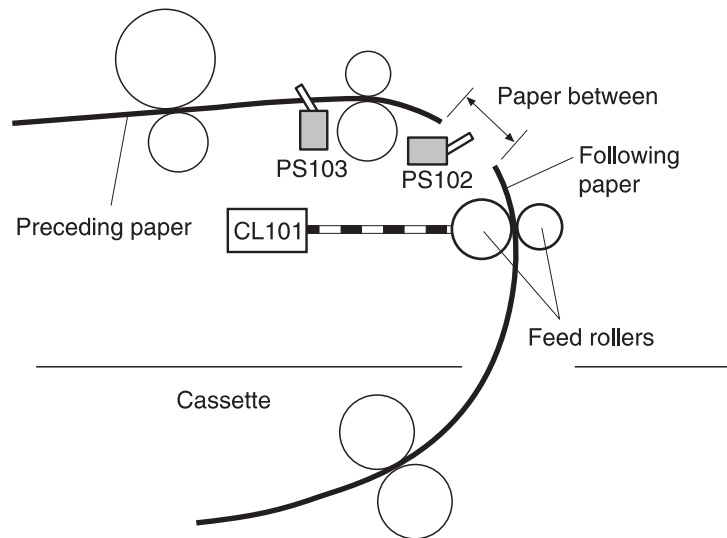 Paper between
PS103
PS102
Following
paper
Preceding paper
CL101
Feed rollers
Cassette